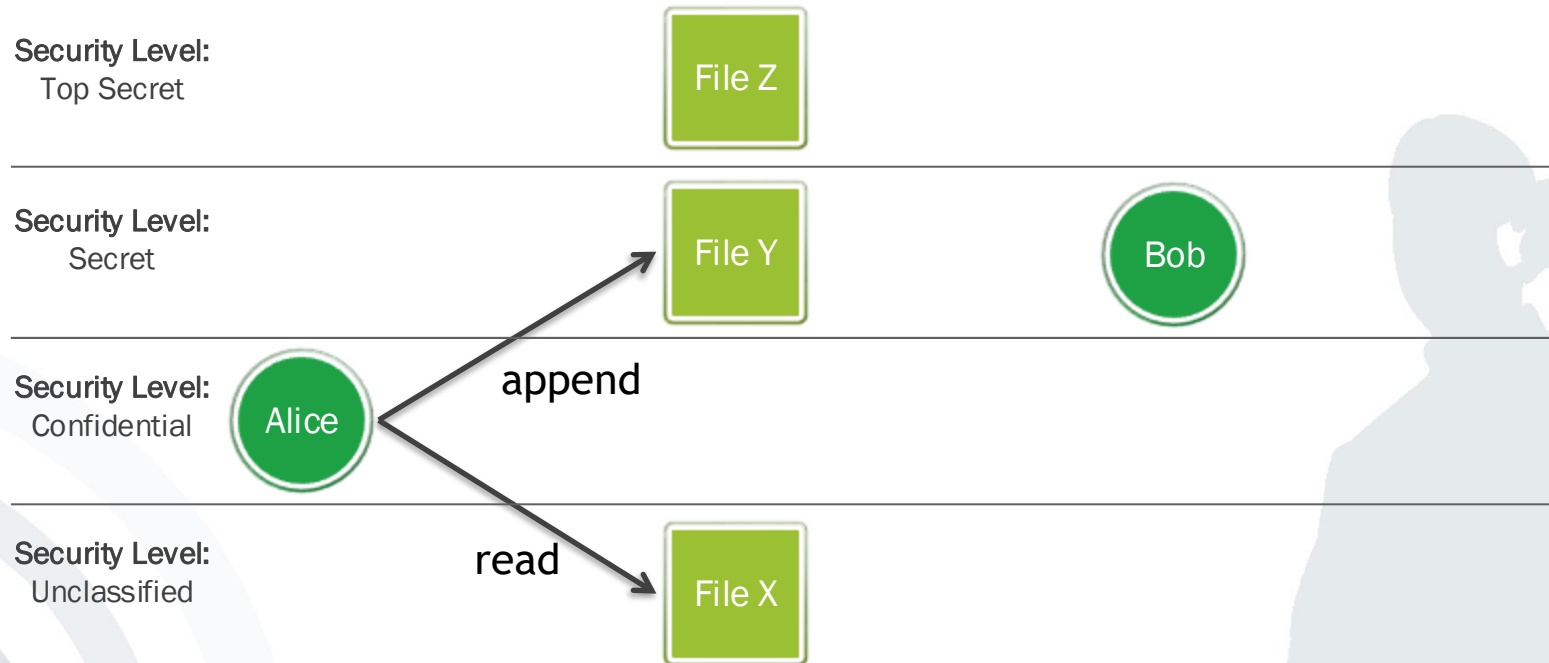 Security Level:
Top Secret
File Z
Security Level:
Secret
File Y
Bob
append
Security Level:
Confidential
Alice
read
Security Level:
Unclassified
File X